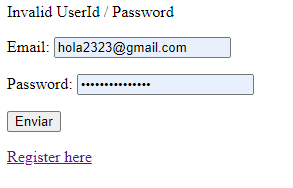 Invalid UserId / Password
Email: hola2323@gmail.com
Password: •••••••••••••••
Enviar
Register here